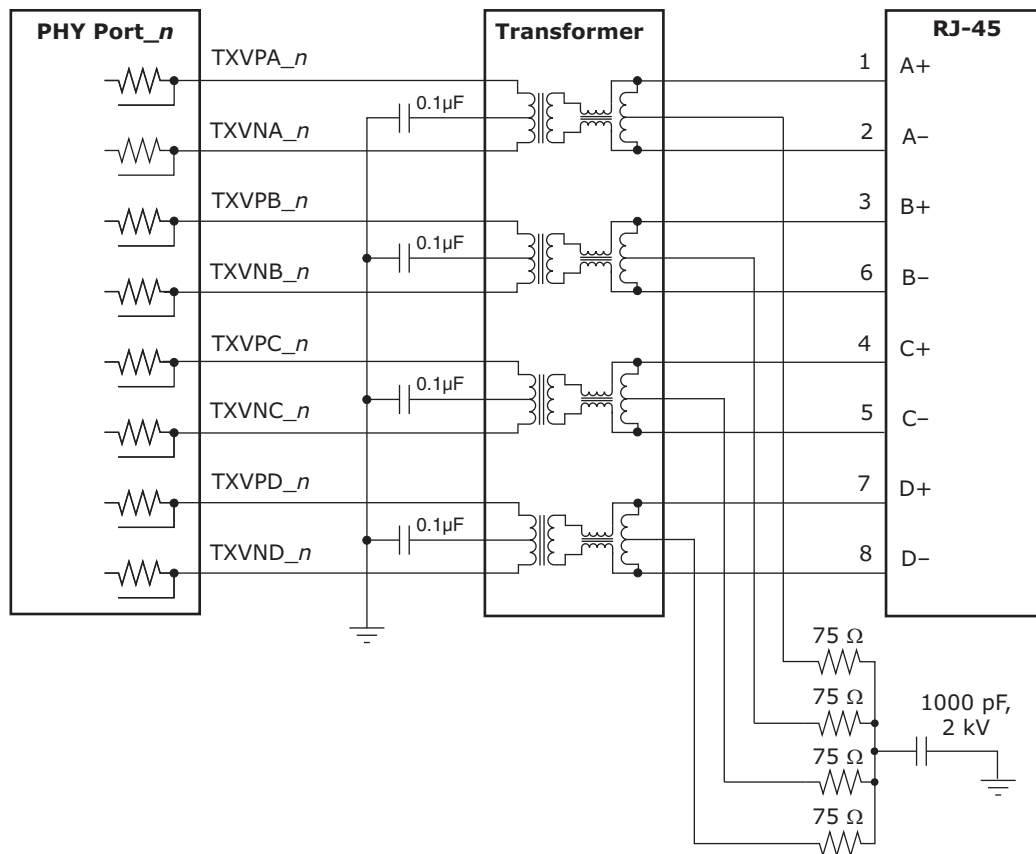 PHY Port_n
Transformer
RJ-45
TXVPA_n
1
A+
0.1µF
TXVNA_n
2
A–
TXVPB_n
3
B+
0.1µF
TXVNB_n
6
B–
TXVPC_n
4
C+
0.1µF
TXVNC_n
5
C–
TXVPD_n
7
D+
0.1µF
TXVND_n
8
D–
75 Ω
75 Ω
1000 pF,
2 kV
75 Ω
75 Ω